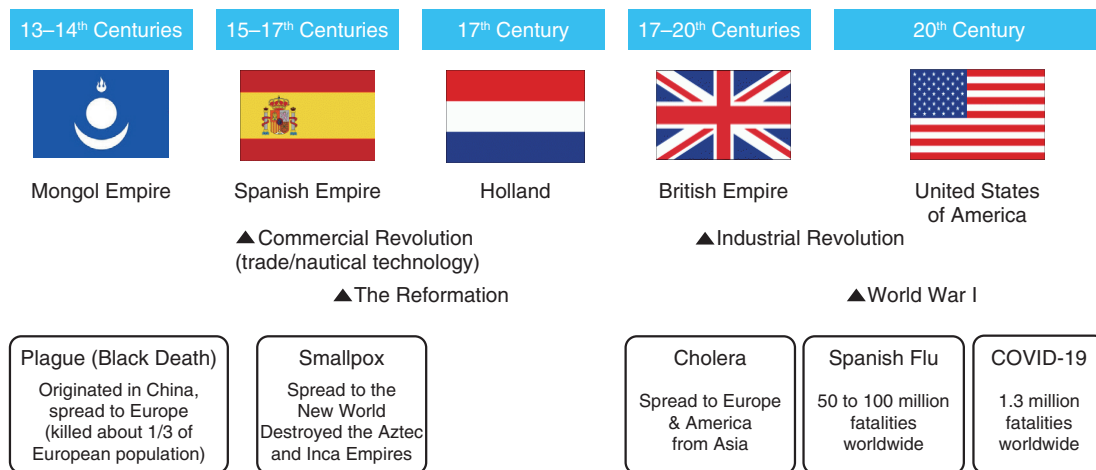 13–14th Centuries
15–17th Centuries
17th Century
17–20th Centuries
20th Century
Mongol Empire
Spanish Empire
Holland
British Empire
United States
of America
▲Commercial Revolution
(trade/nautical technology)
▲Industrial Revolution
▲The Reformation
▲World War I
Plague (Black Death)
Originated in China,
spread to Europe
(killed about 1/3 of
European population)
Smallpox
Spread to the
New World
Destroyed the Aztec
and Inca Empires
Cholera
Spread to Europe
& America
from Asia
Spanish Flu
50 to 100 million
fatalities
worldwide
COVID-19
1.3 million
fatalities
worldwide